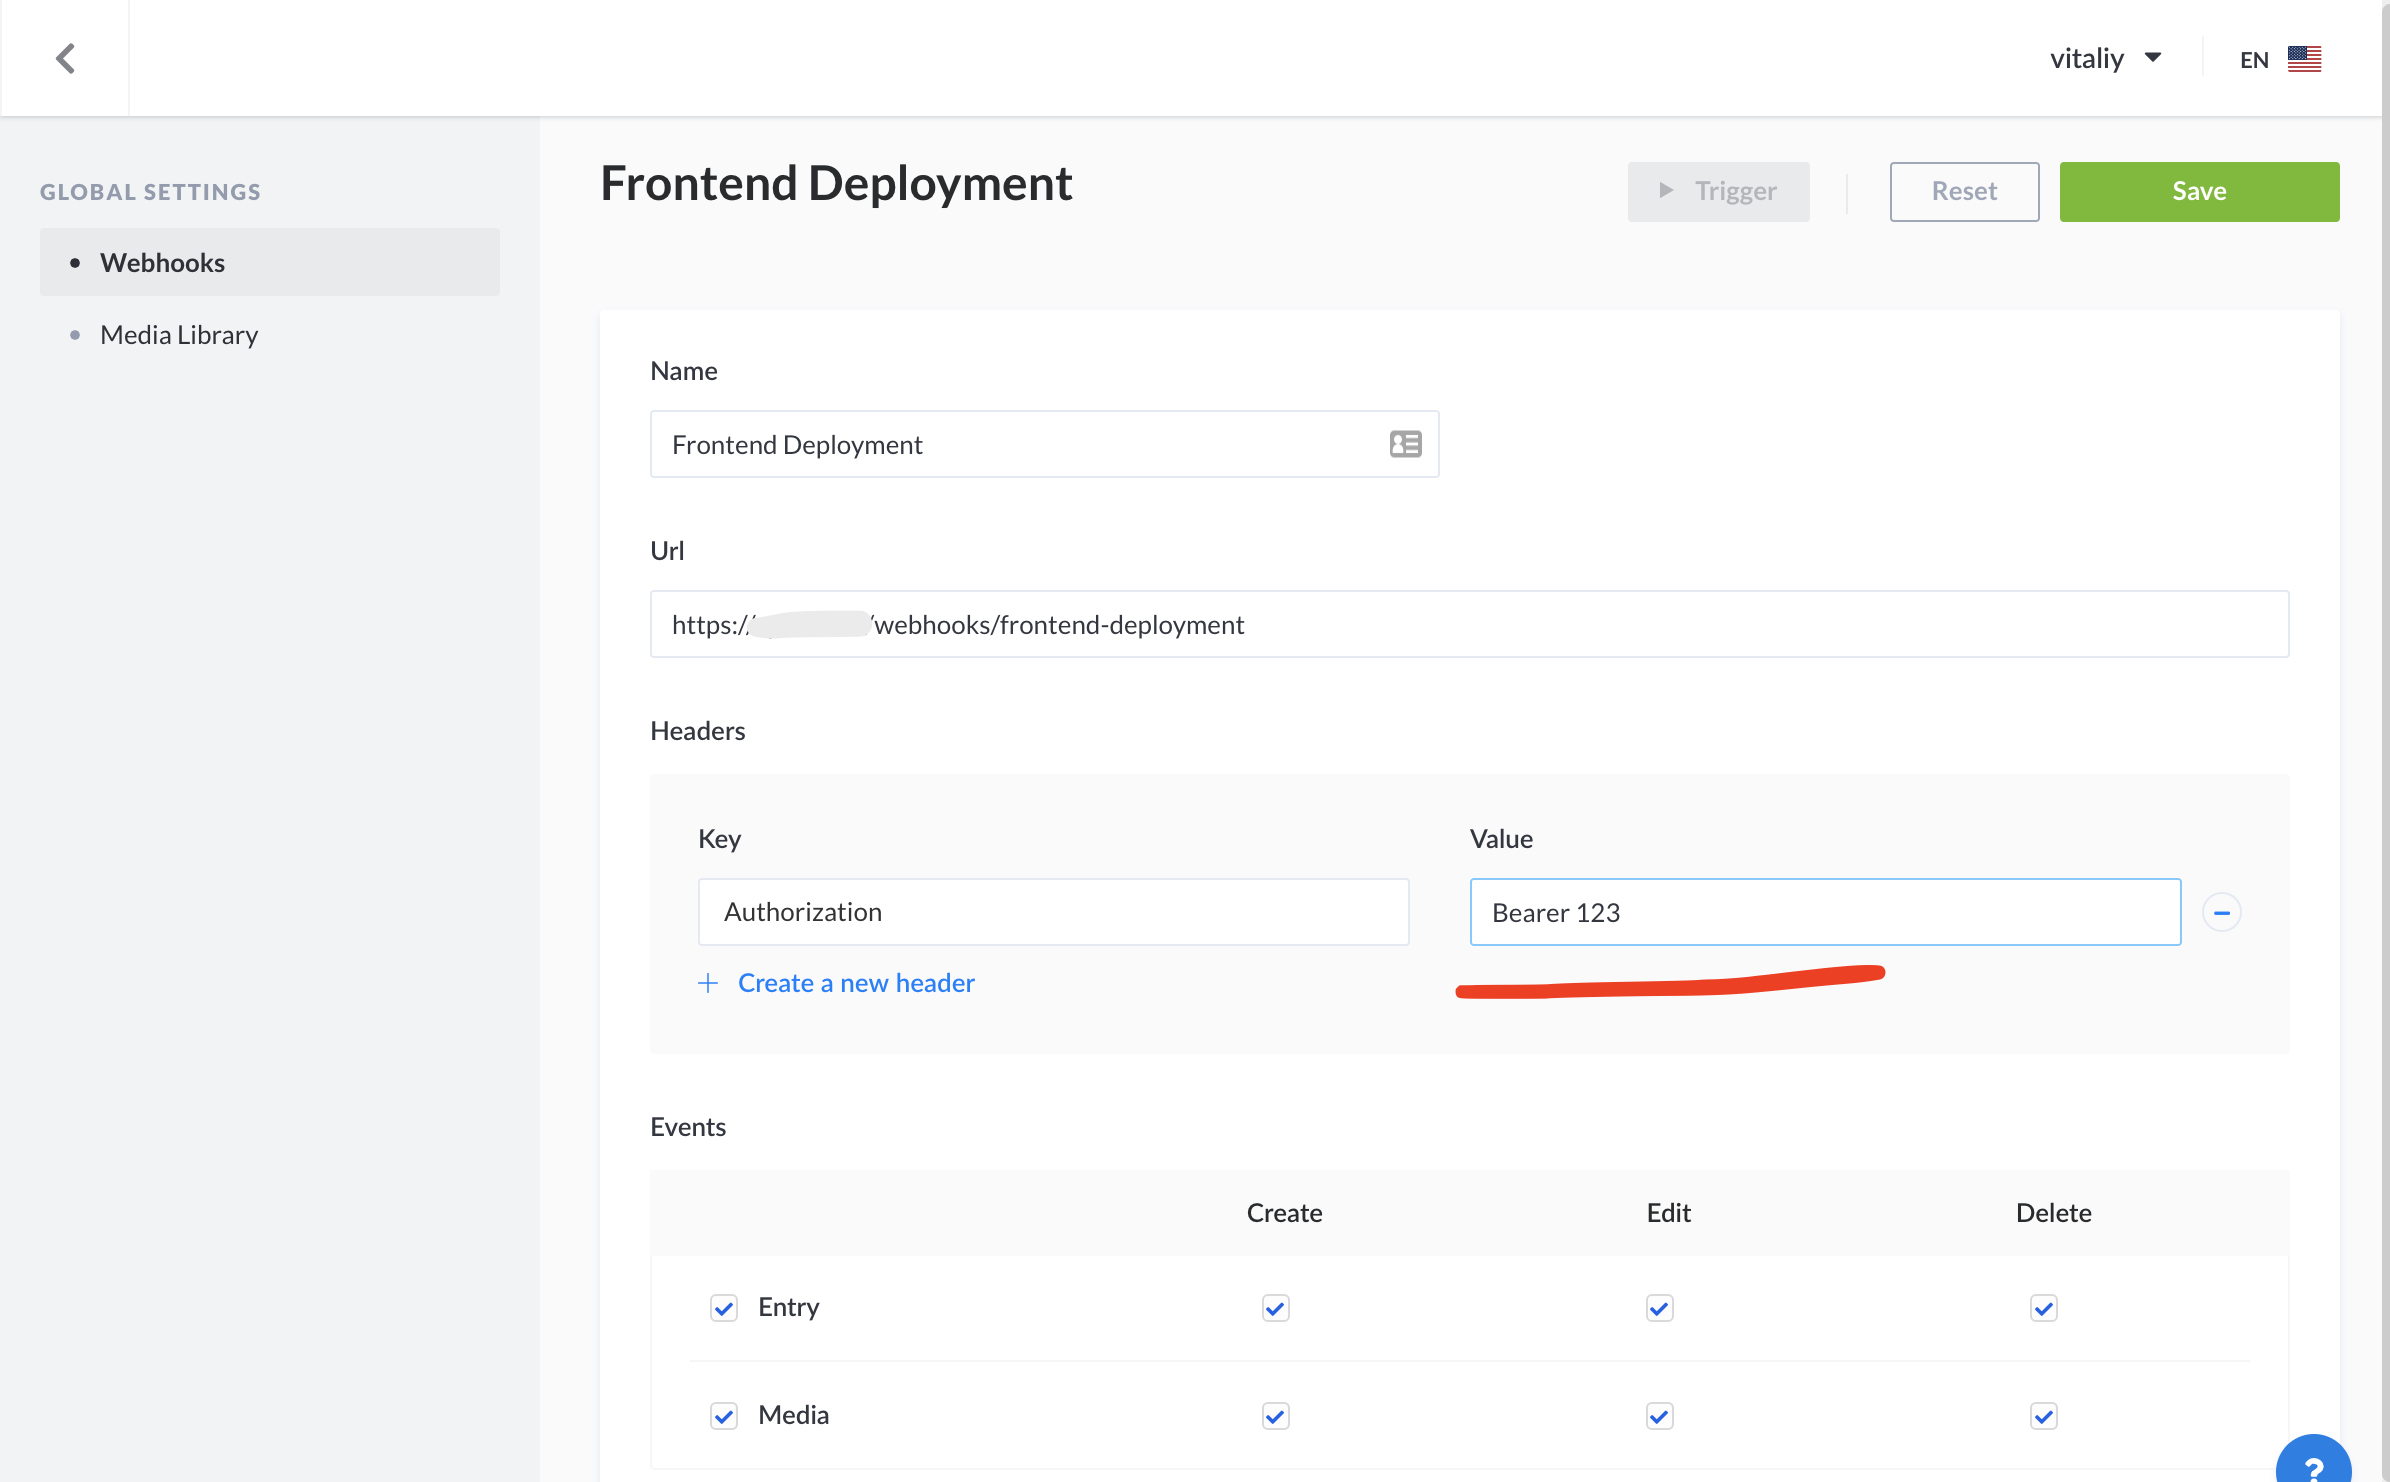 vitaliy
EN
GLOBAL SETTINGS
Webhooks
Media Library
Frontend Deployment
Trigger
Reset
Save
Name
Frontend Deployment
Url
https:// /webhooks/frontend-deployment
Headers
Key
Value
Authorization
Bearer 123
Create a new header
Events
Create Edit Delete
Entry
Media
?